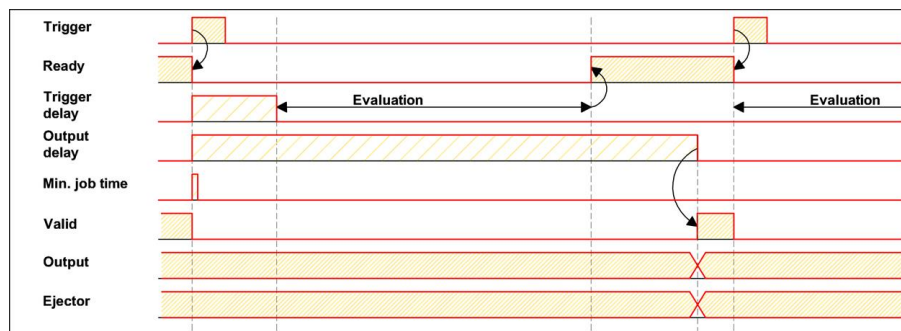 Trigger
Ready
Trigger
delay
Evaluation
Evaluation
Output
delay
Min. job time
Valid
Output
Ejector